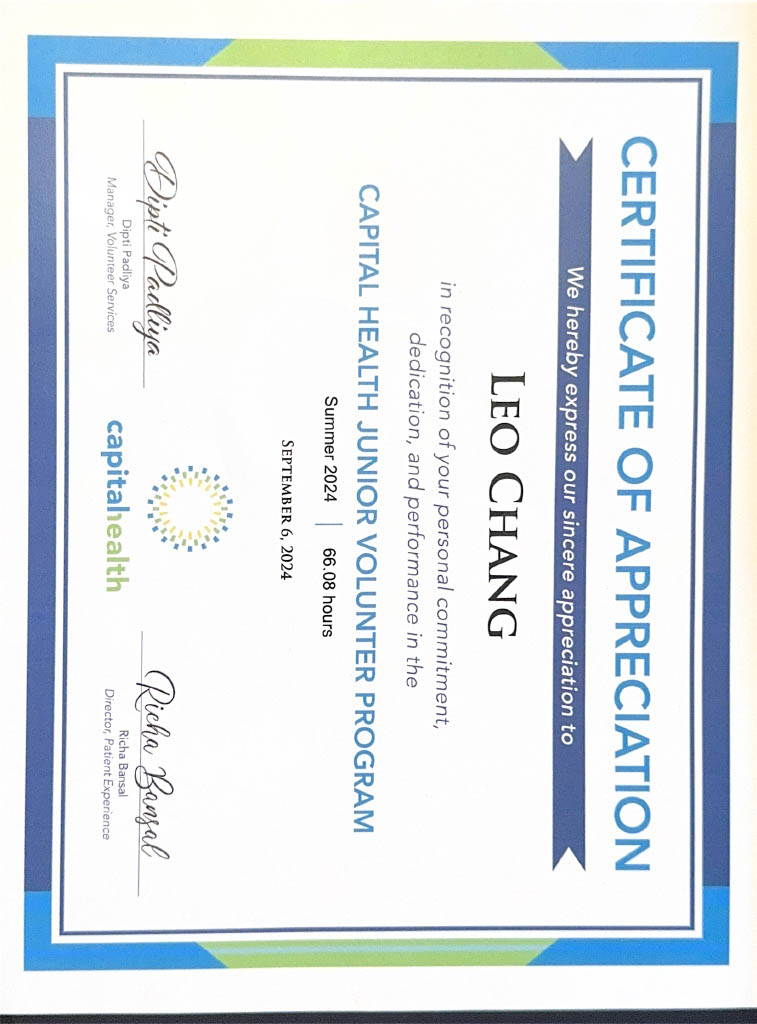 CERTIFICATE OF APPRECIATION
We hereby express our sincere appreciation to
LEO CHANG
in recognition of your personal commitment,
dedication, and performance in the
CAPITAL HEALTH JUNIOR VOLUNTER PROGRAM
Summer 2024 | 66.08 hours
SEPTEMBER 6, 2024
Dipti Padliya
Dipti Padliya
Manager, Volunteer Services
capitalhealth
Richa Bansal
Richa Bansal
Director, Patient Experience